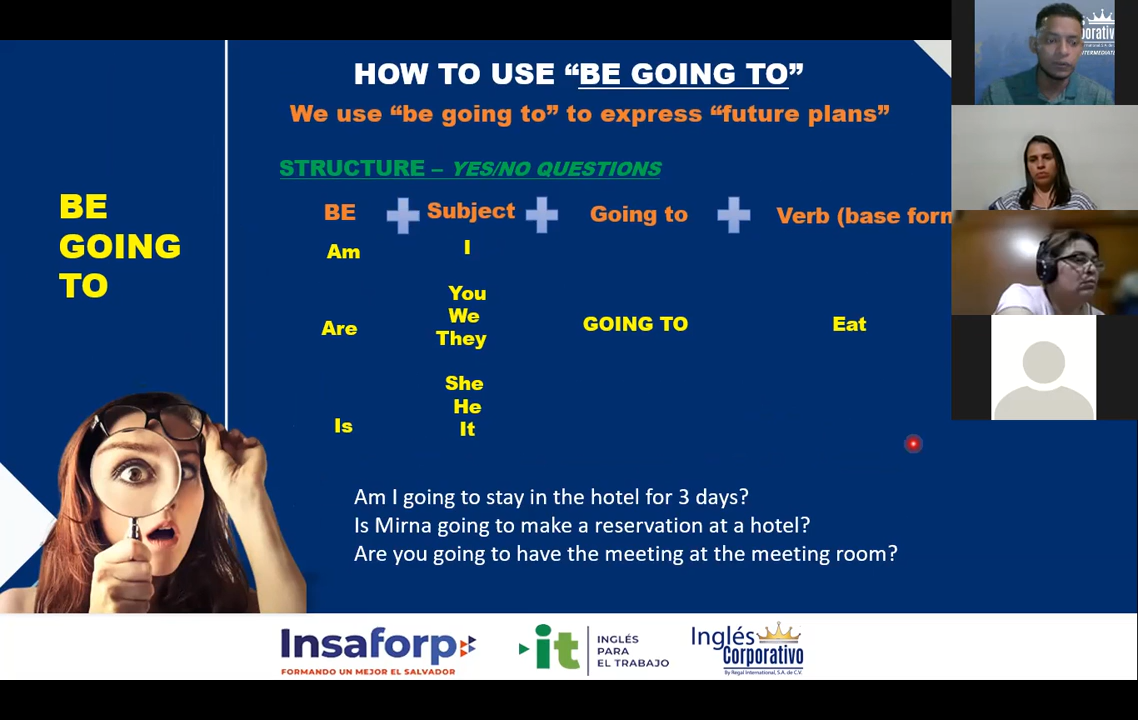 HOW TO USE “BE GOING TO”
We use “be going to” to express “future plans”
STRUCTURE – YES/NO QUESTIONS
BE
GOING
TO
BE
Subject
Going to
Verb (base form
Am
I
You
We
They
Are
GOING TO
Eat
She
He
It
Is
Am I going to stay in the hotel for 3 days?
Is Mirna going to make a reservation at a hotel?
Are you going to have the meeting at the meeting room?
Insaforp
FORMANDO UN MEJOR EL SALVADOR
it
INGLÉS
PARA
EL TRABAJO
Inglés
Corporativo
By Regal International, S.A. de C.V.